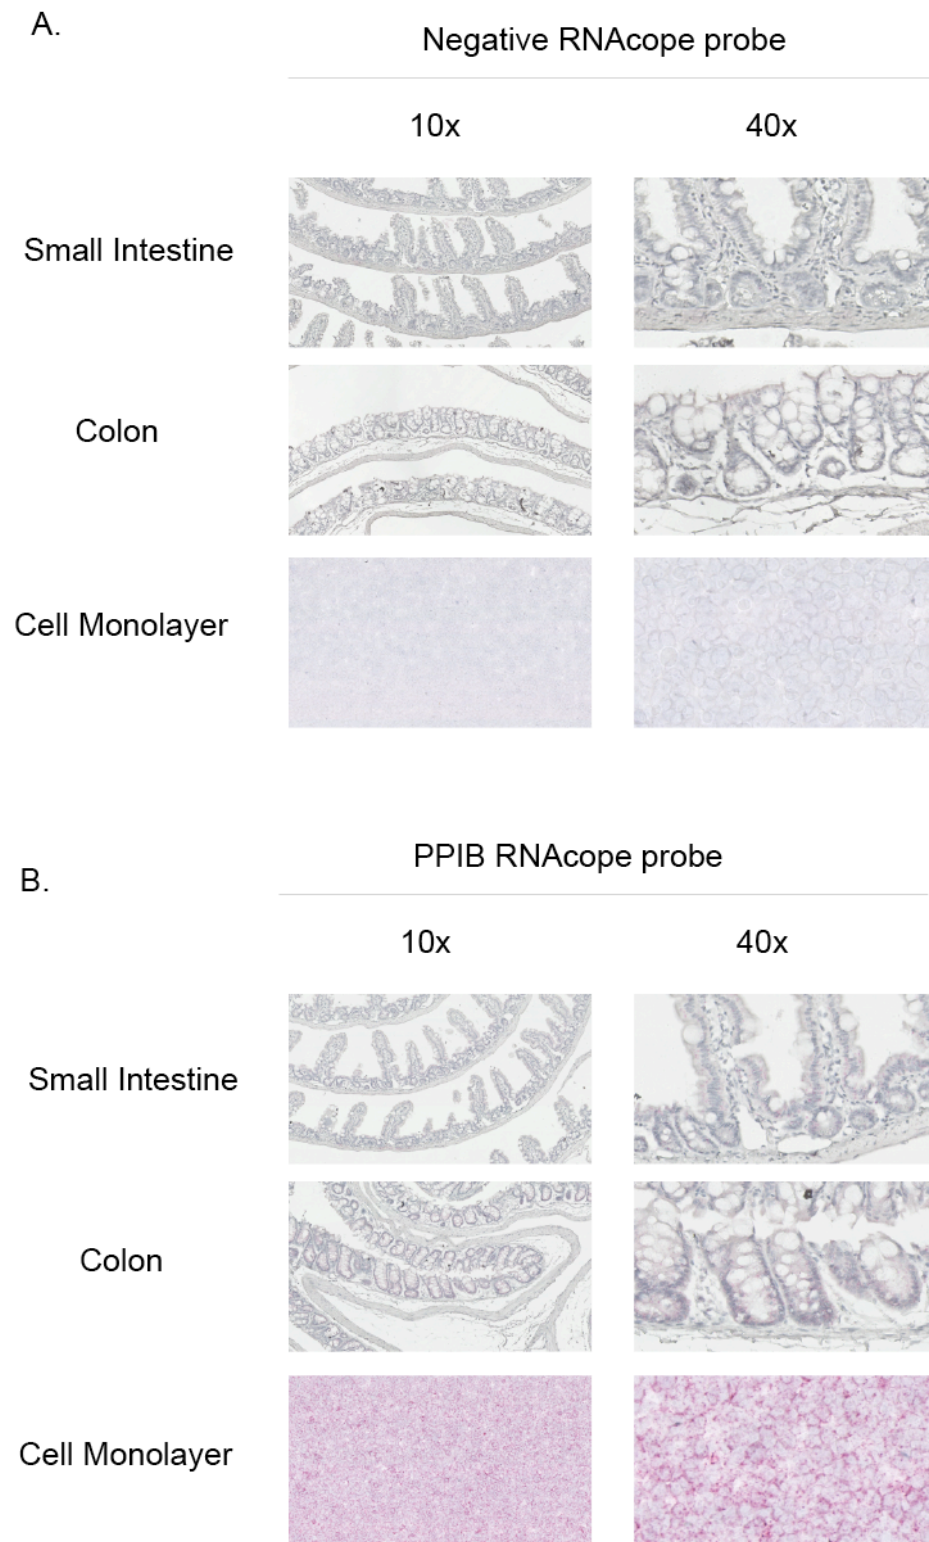 A.
Negative RNAcope probe
10x 40x
Small Intestine
Colon
Cell Monolayer
PPIB RNAcope probe
B.
10x 40x
Small Intestine
Colon
Cell Monolayer